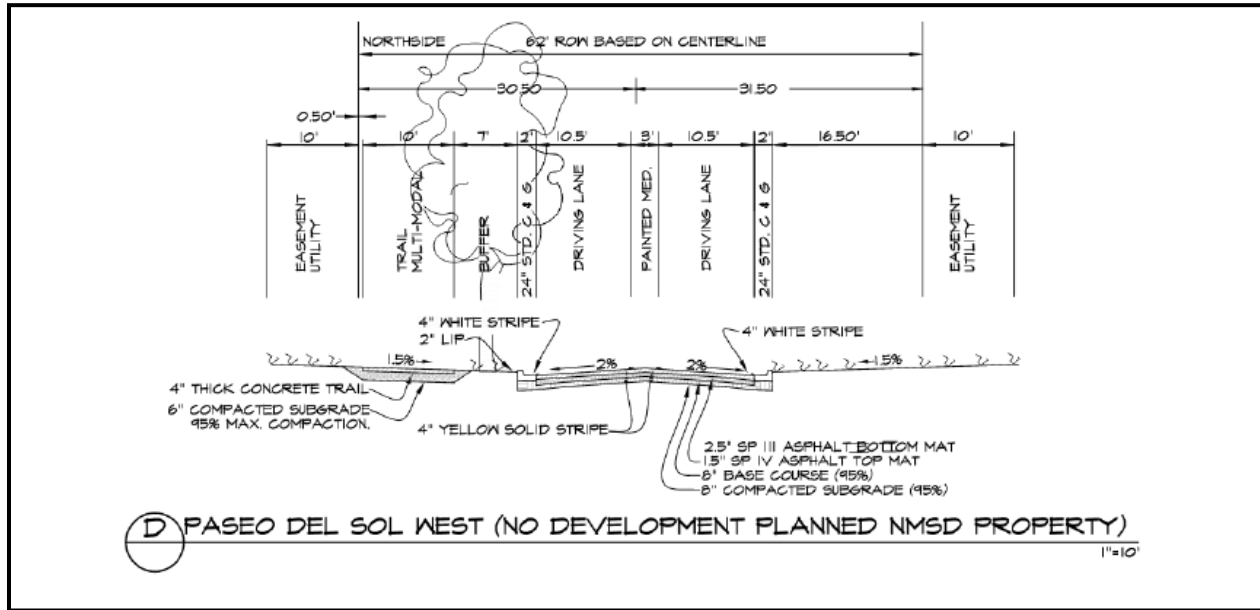 NORTHSIDE 62' ROW BASED ON CENTERLINE
30.50 31.50
0.50'
10' 10' 7' 2' 10.5' 3' 10.5' 2' 16.50' 10'
EASEMENT
UTILITY
TRAIL
MULTI-MODAL
BUFFER
24" STD. C & G
DRIVING LANE
PAINTED MED.
DRIVING LANE
24" STD. C & G
EASEMENT
UTILITY
4" WHITE STRIPE
2" LIP
4" WHITE STRIPE
1.5% 2% 2% 1.5%
4" THICK CONCRETE TRAIL
6" COMPACTED SUBGRADE
95% MAX. COMPACTION.
4" YELLOW SOLID STRIPE
2.5" SP III ASPHALT BOTTOM MAT
1.5" SP IV ASPHALT TOP MAT
8" BASE COURSE (95%)
8" COMPACTED SUBGRADE (95%)
D PASEO DEL SOL WEST (NO DEVELOPMENT PLANNED NMSD PROPERTY)
1"=10'